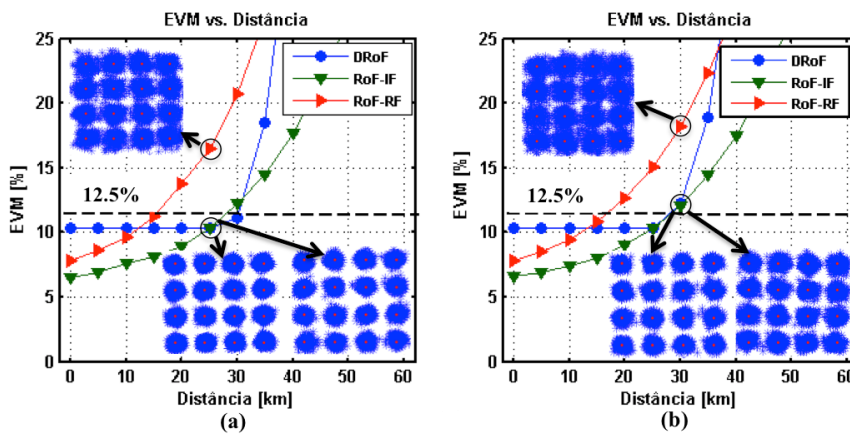 EVM vs. Distância
25
20
15
10
5
0
EVM [%]
DRoF
RoF-IF
RoF-RF
12.5%
0 10 20 30 40 50 60
Distância [km]
(a)
EVM vs. Distância
25
20
15
10
5
0
EVM [%]
DRoF
RoF-IF
RoF-RF
12.5%
0 10 20 30 40 50 60
Distância [km]
(b)